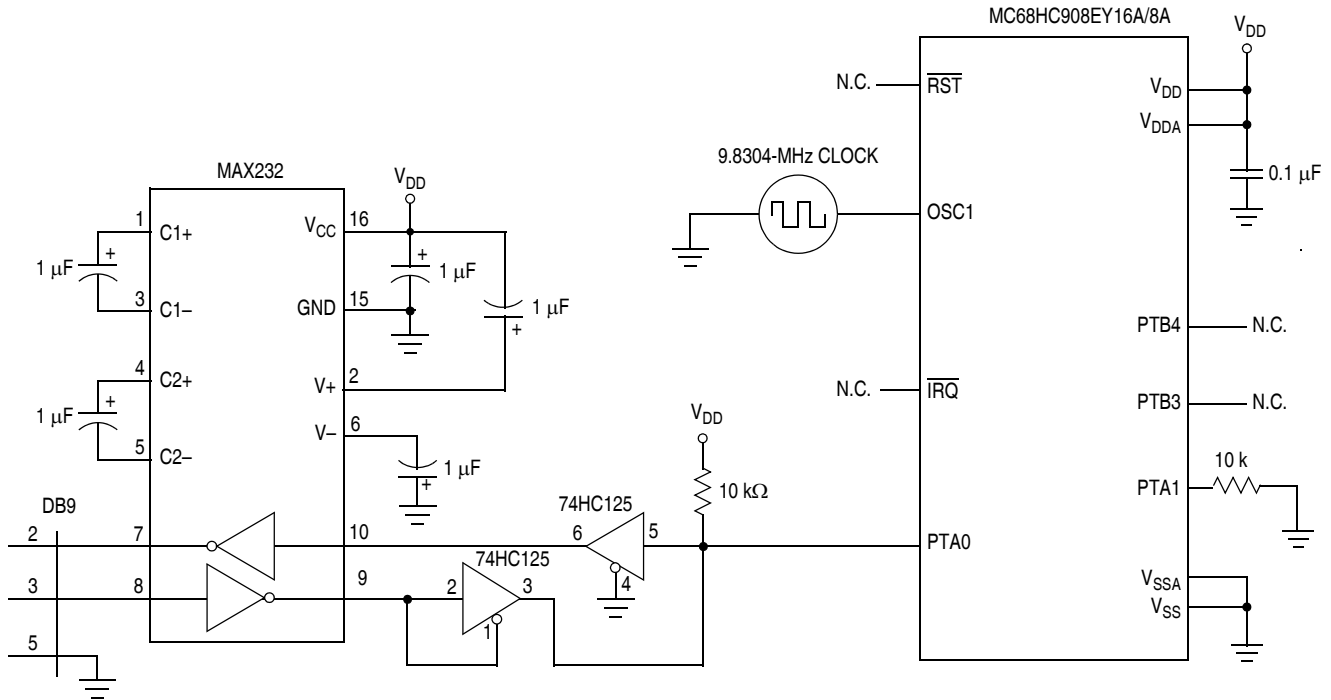 MC68HC908EY16A/8A
VDD
N.C.
RST
VDD
VDDA
9.8304-MHz CLOCK
0.1 µF
MAX232
VDD
OSC1
1
C1+
VCC
16
+
1 µF
+
1 µF
3
C1–
GND
15
1 µF
+
PTB4
N.C.
4
C2+
V+
2
N.C.
IRQ
+
1 µF
PTB3
N.C.
V–
6
VDD
5
C2–
1 µF
+
10 k
10 kΩ
PTA1
DB9
74HC125
2
7
10
6
5
PTA0
74HC125
4
3
8
9
2
3
1
VSSA
VSS
5